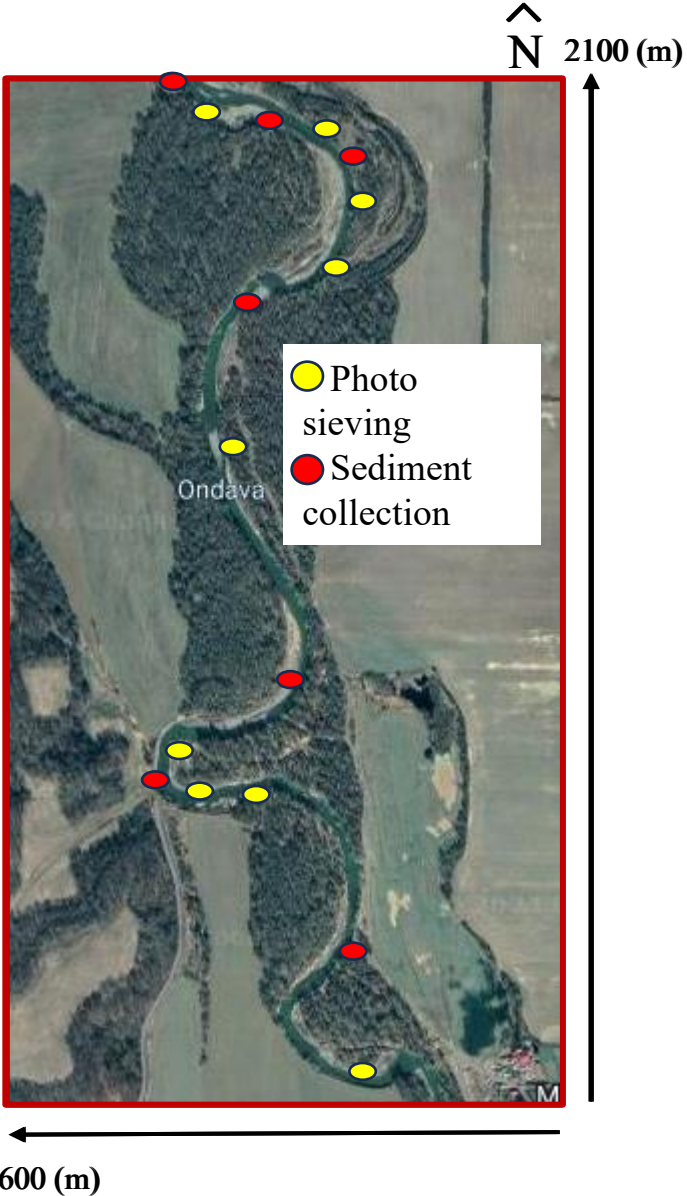 N 2100 (m)
Photo
sieving
Ondava
Sediment
collection
M
600 (m)